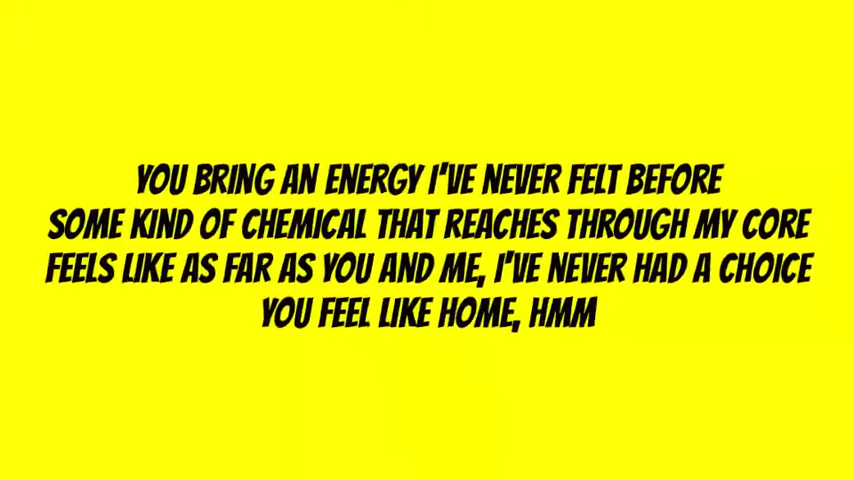 YOU BRING AN ENERGY I'VE NEVER FELT BEFORE
SOME KIND OF CHEMICAL THAT REACHES THROUGH MY CORE
FEELS LIKE AS FAR AS YOU AND ME, I'VE NEVER HAD A CHOICE
YOU FEEL LIKE HOME, HMM